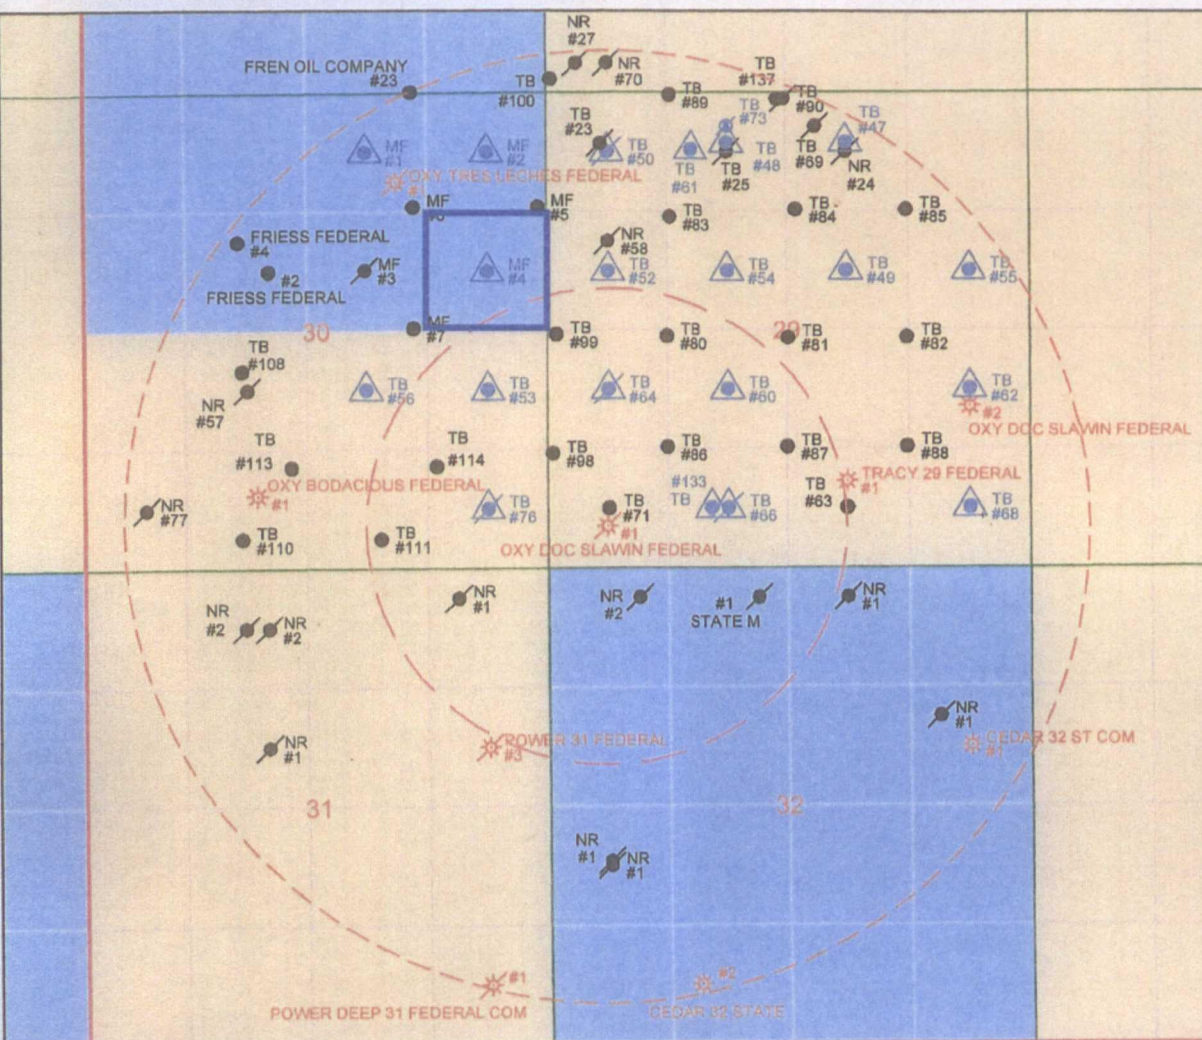 NR
#27
FREN OIL COMPANY
#23
TB
#100
NR
#70
TB
#137
TB
#89
TB
#90
TB
#73
TB
#47
TB
#23
MF
#1
MF
#2
TB
#50
TB
#61
TB
#25
TB
#48
TB
#69
NR
#24
OXY TRES LECHES FEDERAL
MF
MF
#5
TB
#83
TB
#84
TB
#85
FRIESS FEDERAL
#4
#2
FRIESS FEDERAL
MF
#3
MF
#4
NR
#58
TB
#52
TB
#54
TB
#49
TB
#55
30
MF
#7
TB
#99
TB
#80
29
TB
#81
TB
#82
TB
#108
NR
#57
TB
#56
TB
#53
TB
#64
TB
#60
TB
#62
#2
OXY DOC SLAWIN FEDERAL
TB
#113
TB
#114
TB
#98
TB
#86
TB
#87
TB
#88
OXY BODACIOUS FEDERAL
#1
TRACY 29 FEDERAL
#1
NR
#77
TB
#76
TB
#71
#133
TB
TB
#66
TB
#63
TB
#68
#1
OXY DOC SLAWIN FEDERAL
TB
#110
TB
#111
NR
#1
NR
#2
#1
STATE M
NR
#1
NR
#2
NR
#2
NR
#1
NR
#1
POWER 31 FEDERAL
#3
CEDAR 32 ST COM
#1
31
32
NR
#1
NR
#1
#1
POWER DEEP 31 FEDERAL COM
#2
CEDAR 32 STATE